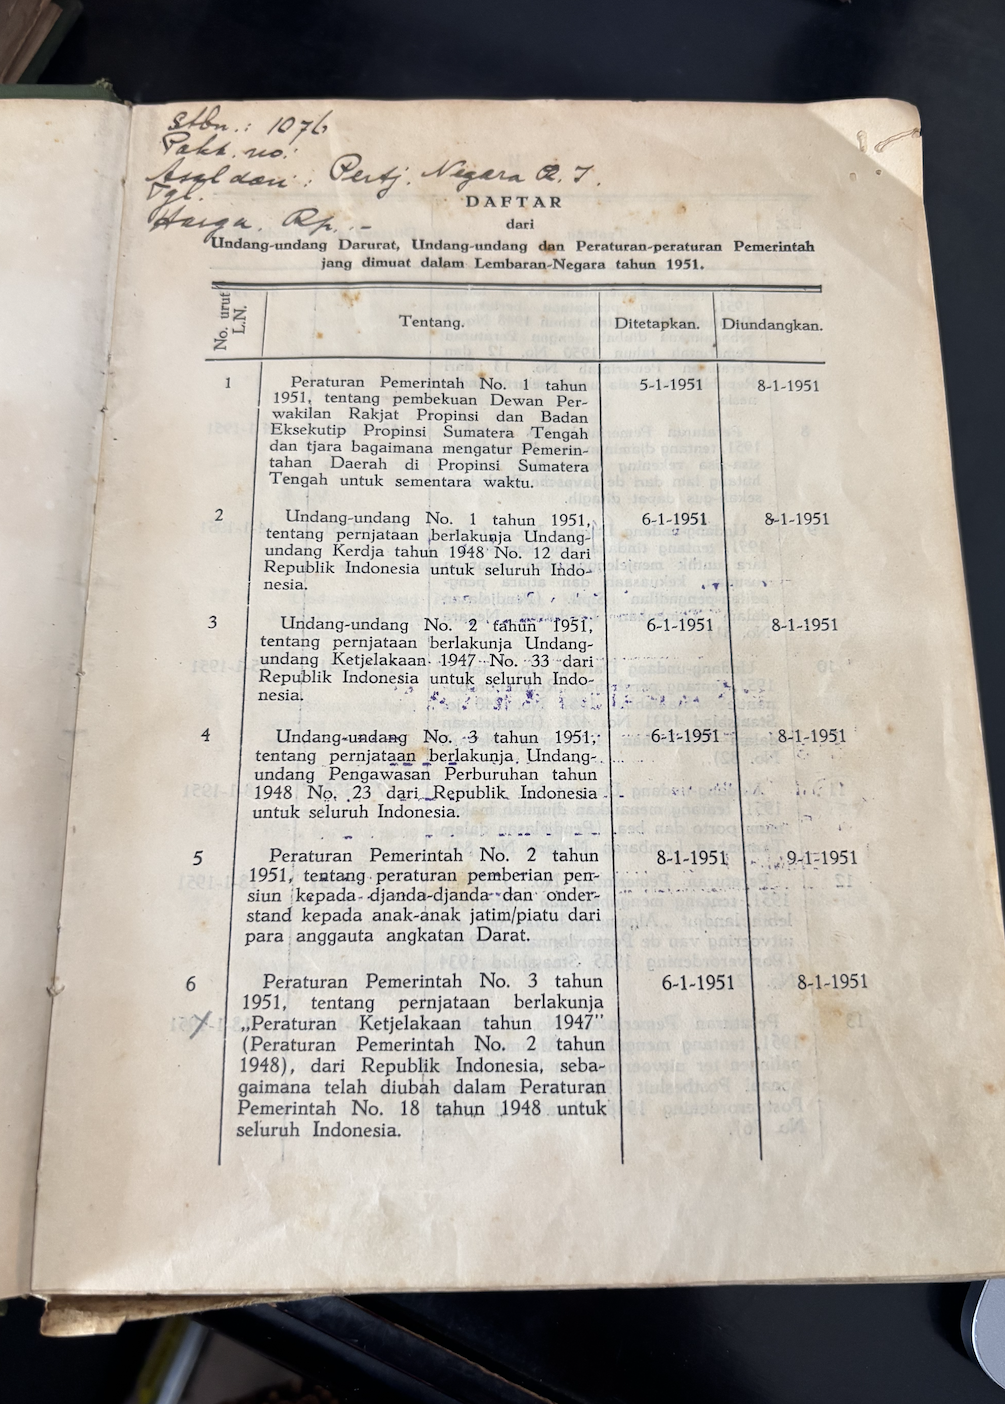 Stbn.: 1076
Pakt. no:
Asal dari: Pertj. Negara R.I.
Tgl.
Harga. Rp. -
DAFTAR
dari
Undang-undang Darurat, Undang-undang dan Peraturan-peraturan Pemerintah
jang dimuat dalam Lembaran-Negara tahun 1951.
No. urut L.N. Tentang. Ditetapkan. Diundangkan.
1 Peraturan Pemerintah No. 1 tahun 5-1-1951 8-1-1951
1951, tentang pembekuan Dewan Per-
wakilan Rakjat Propinsi dan Badan
Eksekutip Propinsi Sumatera Tengah
dan tjara bagaimana mengatur Pemerin-
tahan Daerah di Propinsi Sumatera
Tengah untuk sementara waktu.
2 Undang-undang No. 1 tahun 1951, 6-1-1951 8-1-1951
tentang pernjataan berlakunja Undang-
undang Kerdja tahun 1948 No. 12 dari
Republik Indonesia untuk seluruh Indo-
nesia.
3 Undang-undang No. 2 tahun 1951, 6-1-1951 8-1-1951
tentang pernjataan berlakunja Undang-
undang Ketjelakaan 1947 No. 33 dari
Republik Indonesia untuk seluruh Indo-
nesia.
4 Undang-undang No. 3 tahun 1951, 6-1-1951 8-1-1951
tentang pernjataan berlakunja Undang-
undang Pengawasan Perburuhan tahun
1948 No. 23 dari Republik Indonesia
untuk seluruh Indonesia.
5 Peraturan Pemerintah No. 2 tahun 8-1-1951 9-1-1951
1951, tentang peraturan pemberian pen-
siun kepada djanda-djanda dan onder-
stand kepada anak-anak jatim/piatu dari
para anggauta angkatan Darat.
6 Peraturan Pemerintah No. 3 tahun 6-1-1951 8-1-1951
1951, tentang pernjataan berlakunja
„Peraturan Ketjelakaan tahun 1947"
(Peraturan Pemerintah No. 2 tahun
1948), dari Republik Indonesia, seba-
gaimana telah diubah dalam Peraturan
Pemerintah No. 18 tahun 1948 untuk
seluruh Indonesia.